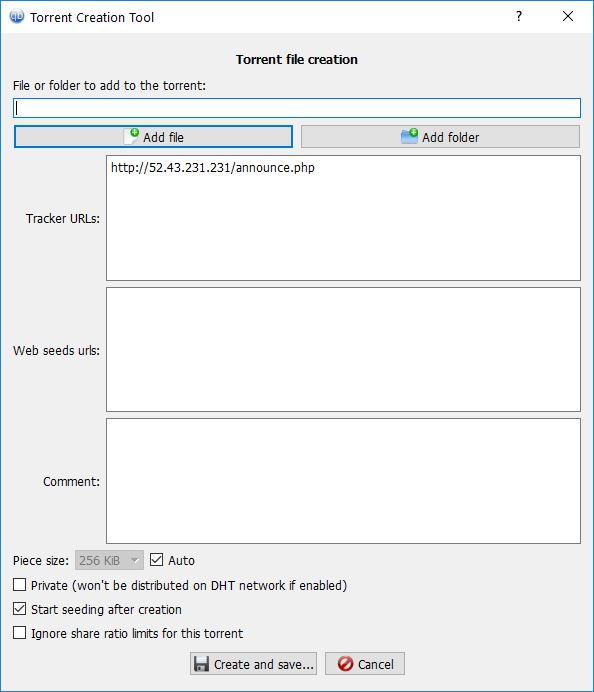 qb Torrent Creation Tool ?
Torrent file creation
File or folder to add to the torrent:
Add file Add folder
Tracker URLs: http://52.43.231.231/announce.php
Web seeds urls:
Comment:
Piece size: 256 KiB Auto
Private (won't be distributed on DHT network if enabled)
Start seeding after creation
Ignore share ratio limits for this torrent
Create and save... Cancel